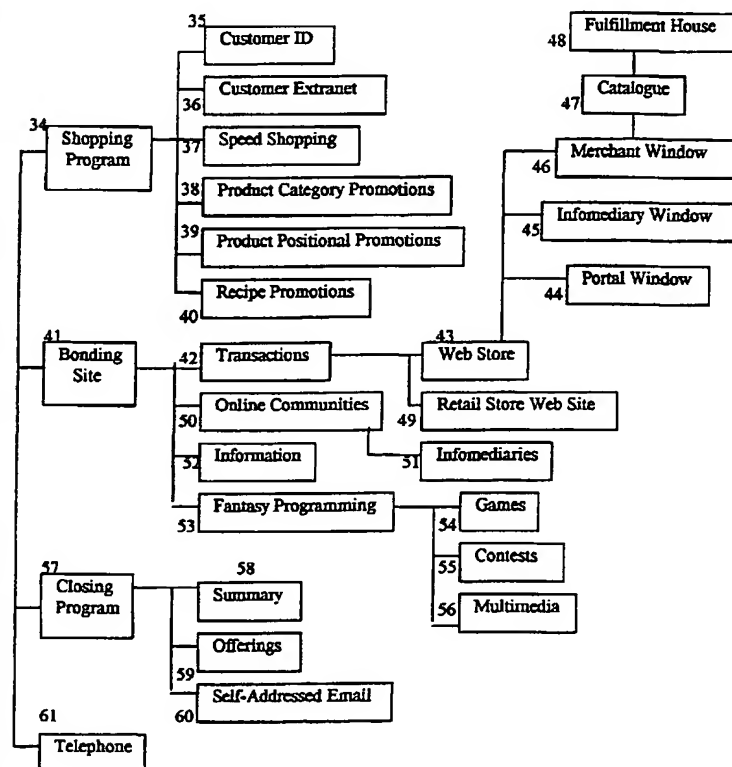 35
Customer ID
48
Fulfillment House
36
Customer Extranet
47
Catalogue
34
Shopping
Program
37
Speed Shopping
46
Merchant Window
38
Product Category Promotions
45
Infomediary Window
39
Product Positional Promotions
44
Portal Window
40
Recipe Promotions
41
Bonding
Site
42
Transactions
43
Web Store
50
Online Communities
49
Retail Store Web Site
52
Information
51
Infomediaries
53
Fantasy Programming
54
Games
57
Closing
Program
58
Summary
55
Contests
56
Multimedia
59
Offerings
60
Self-Addressed Email
61
Telephone